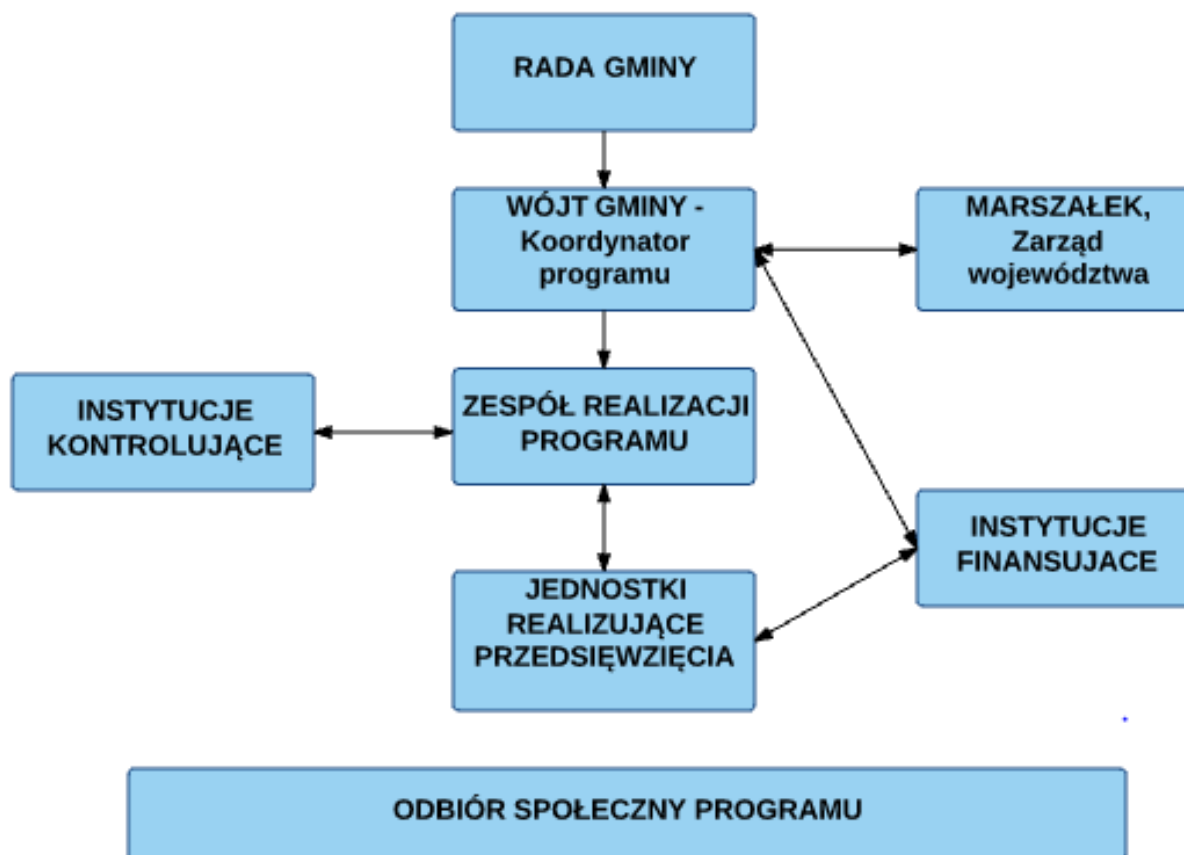 RADA GMINY
WÓJT GMINY -
Koordynator
programu
MARSZAŁEK,
Zarząd
województwa
INSTYTUCJE
KONTROLUJĄCE
ZESPÓŁ REALIZACJI
PROGRAMU
INSTYTUCJE
FINANSUJACE
JEDNOSTKI
REALIZUJĄCE
PRZEDSIĘWZIĘCIA
ODBIÓR SPOŁECZNY PROGRAMU